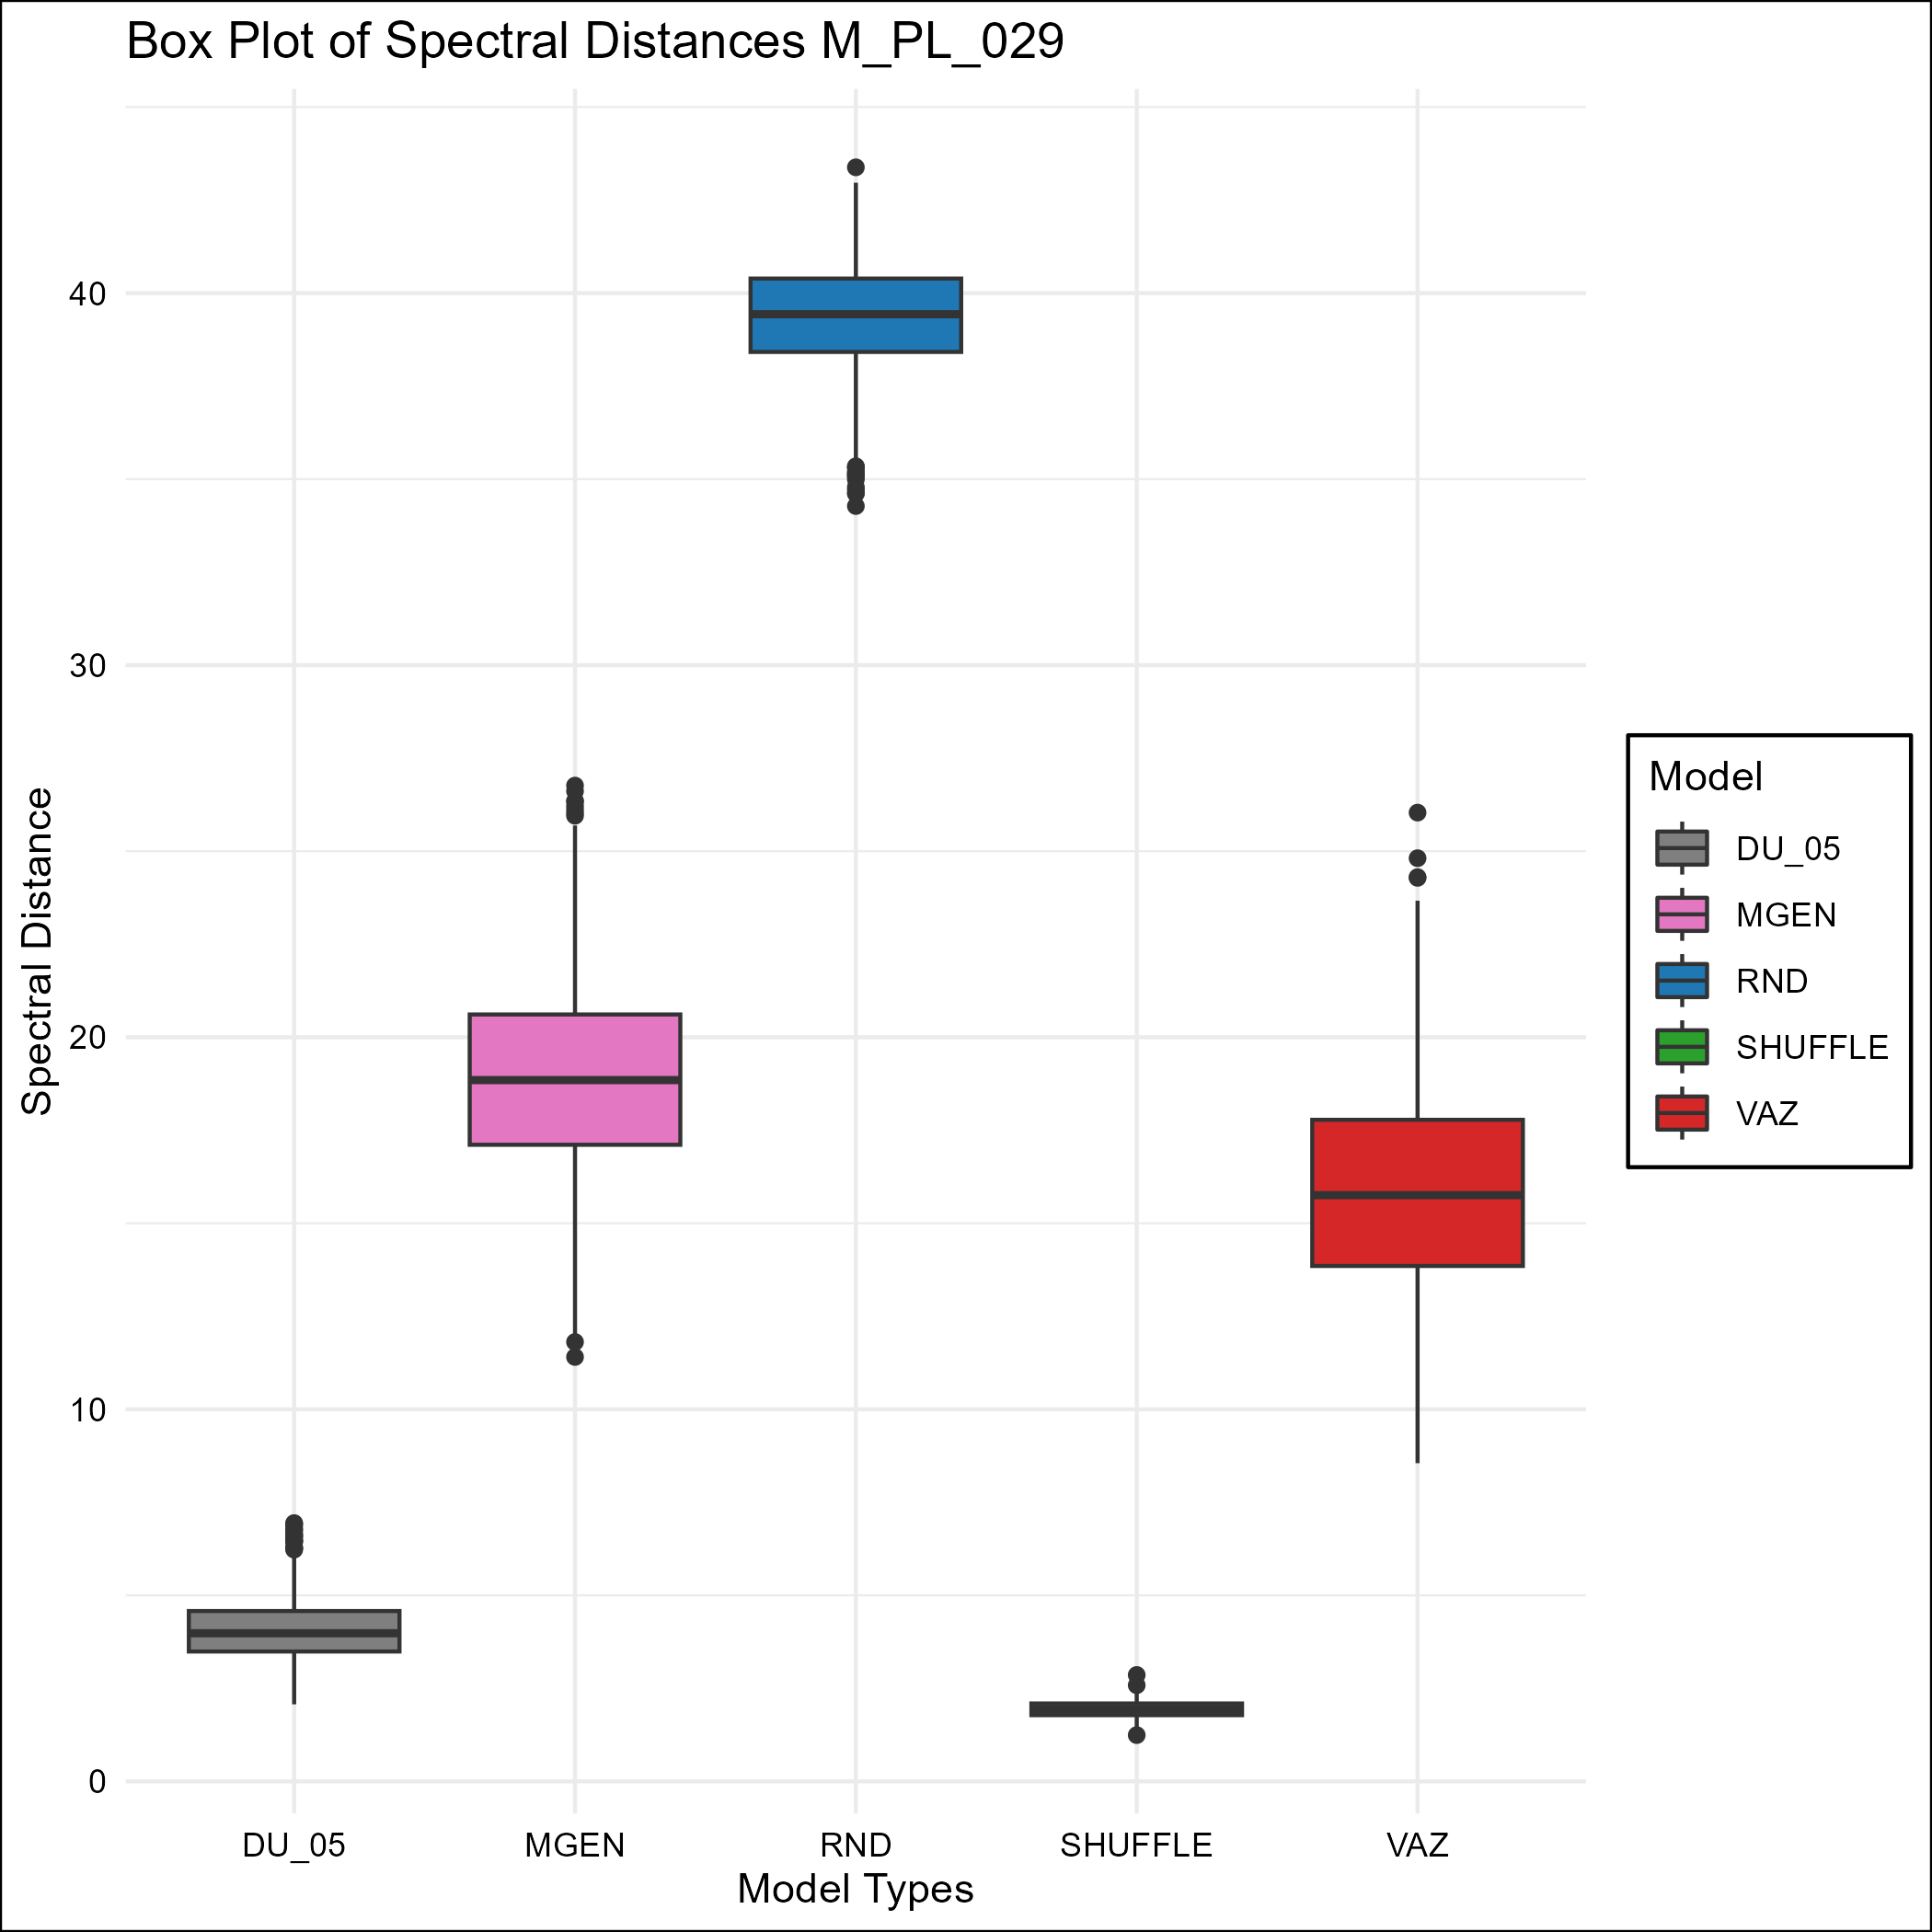 Box Plot of Spectral Distances M_PL_029
Spectral Distance
40
30
20
10
0
DU_05
MGEN
RND
SHUFFLE
VAZ
Model Types
Model
DU_05
MGEN
RND
SHUFFLE
VAZ